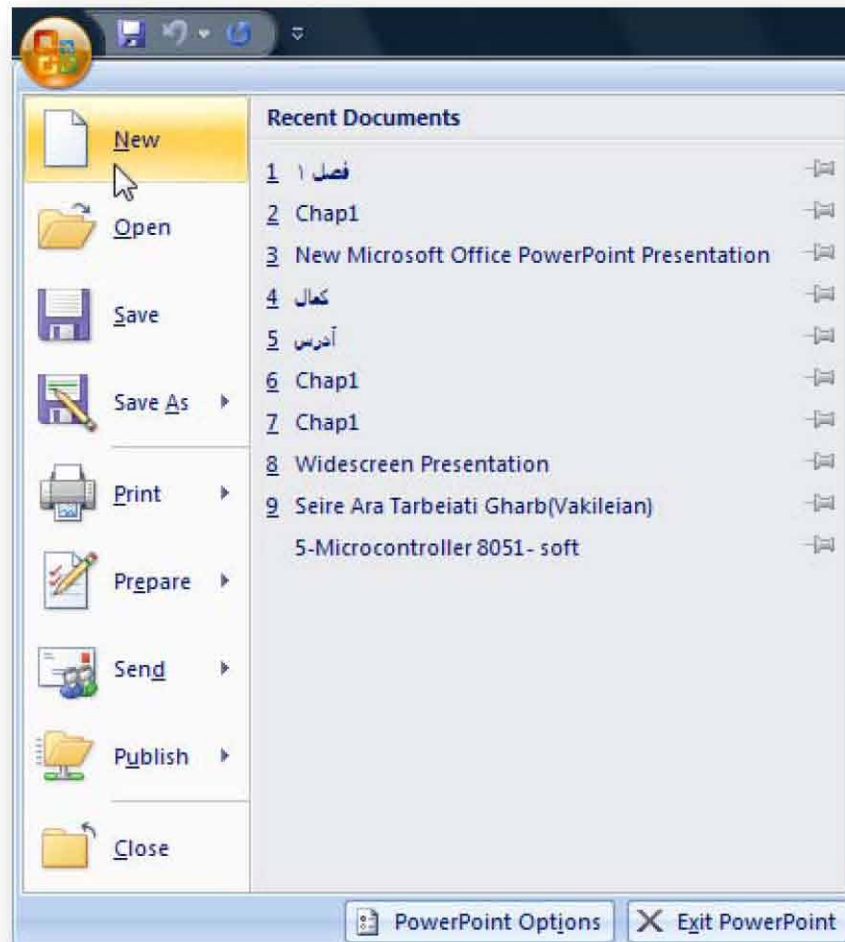 New
Open
Save
Save As
Print
Prepare
Send
Publish
Close
Recent Documents
1 فصل ۱
2 Chap1
3 New Microsoft Office PowerPoint Presentation
4 کمال
5 آدرس
6 Chap1
7 Chap1
8 Widescreen Presentation
9 Seire Ara Tarbeiati Gharb(Vakileian)
5-Microcontroller 8051- soft
PowerPoint Options
Exit PowerPoint